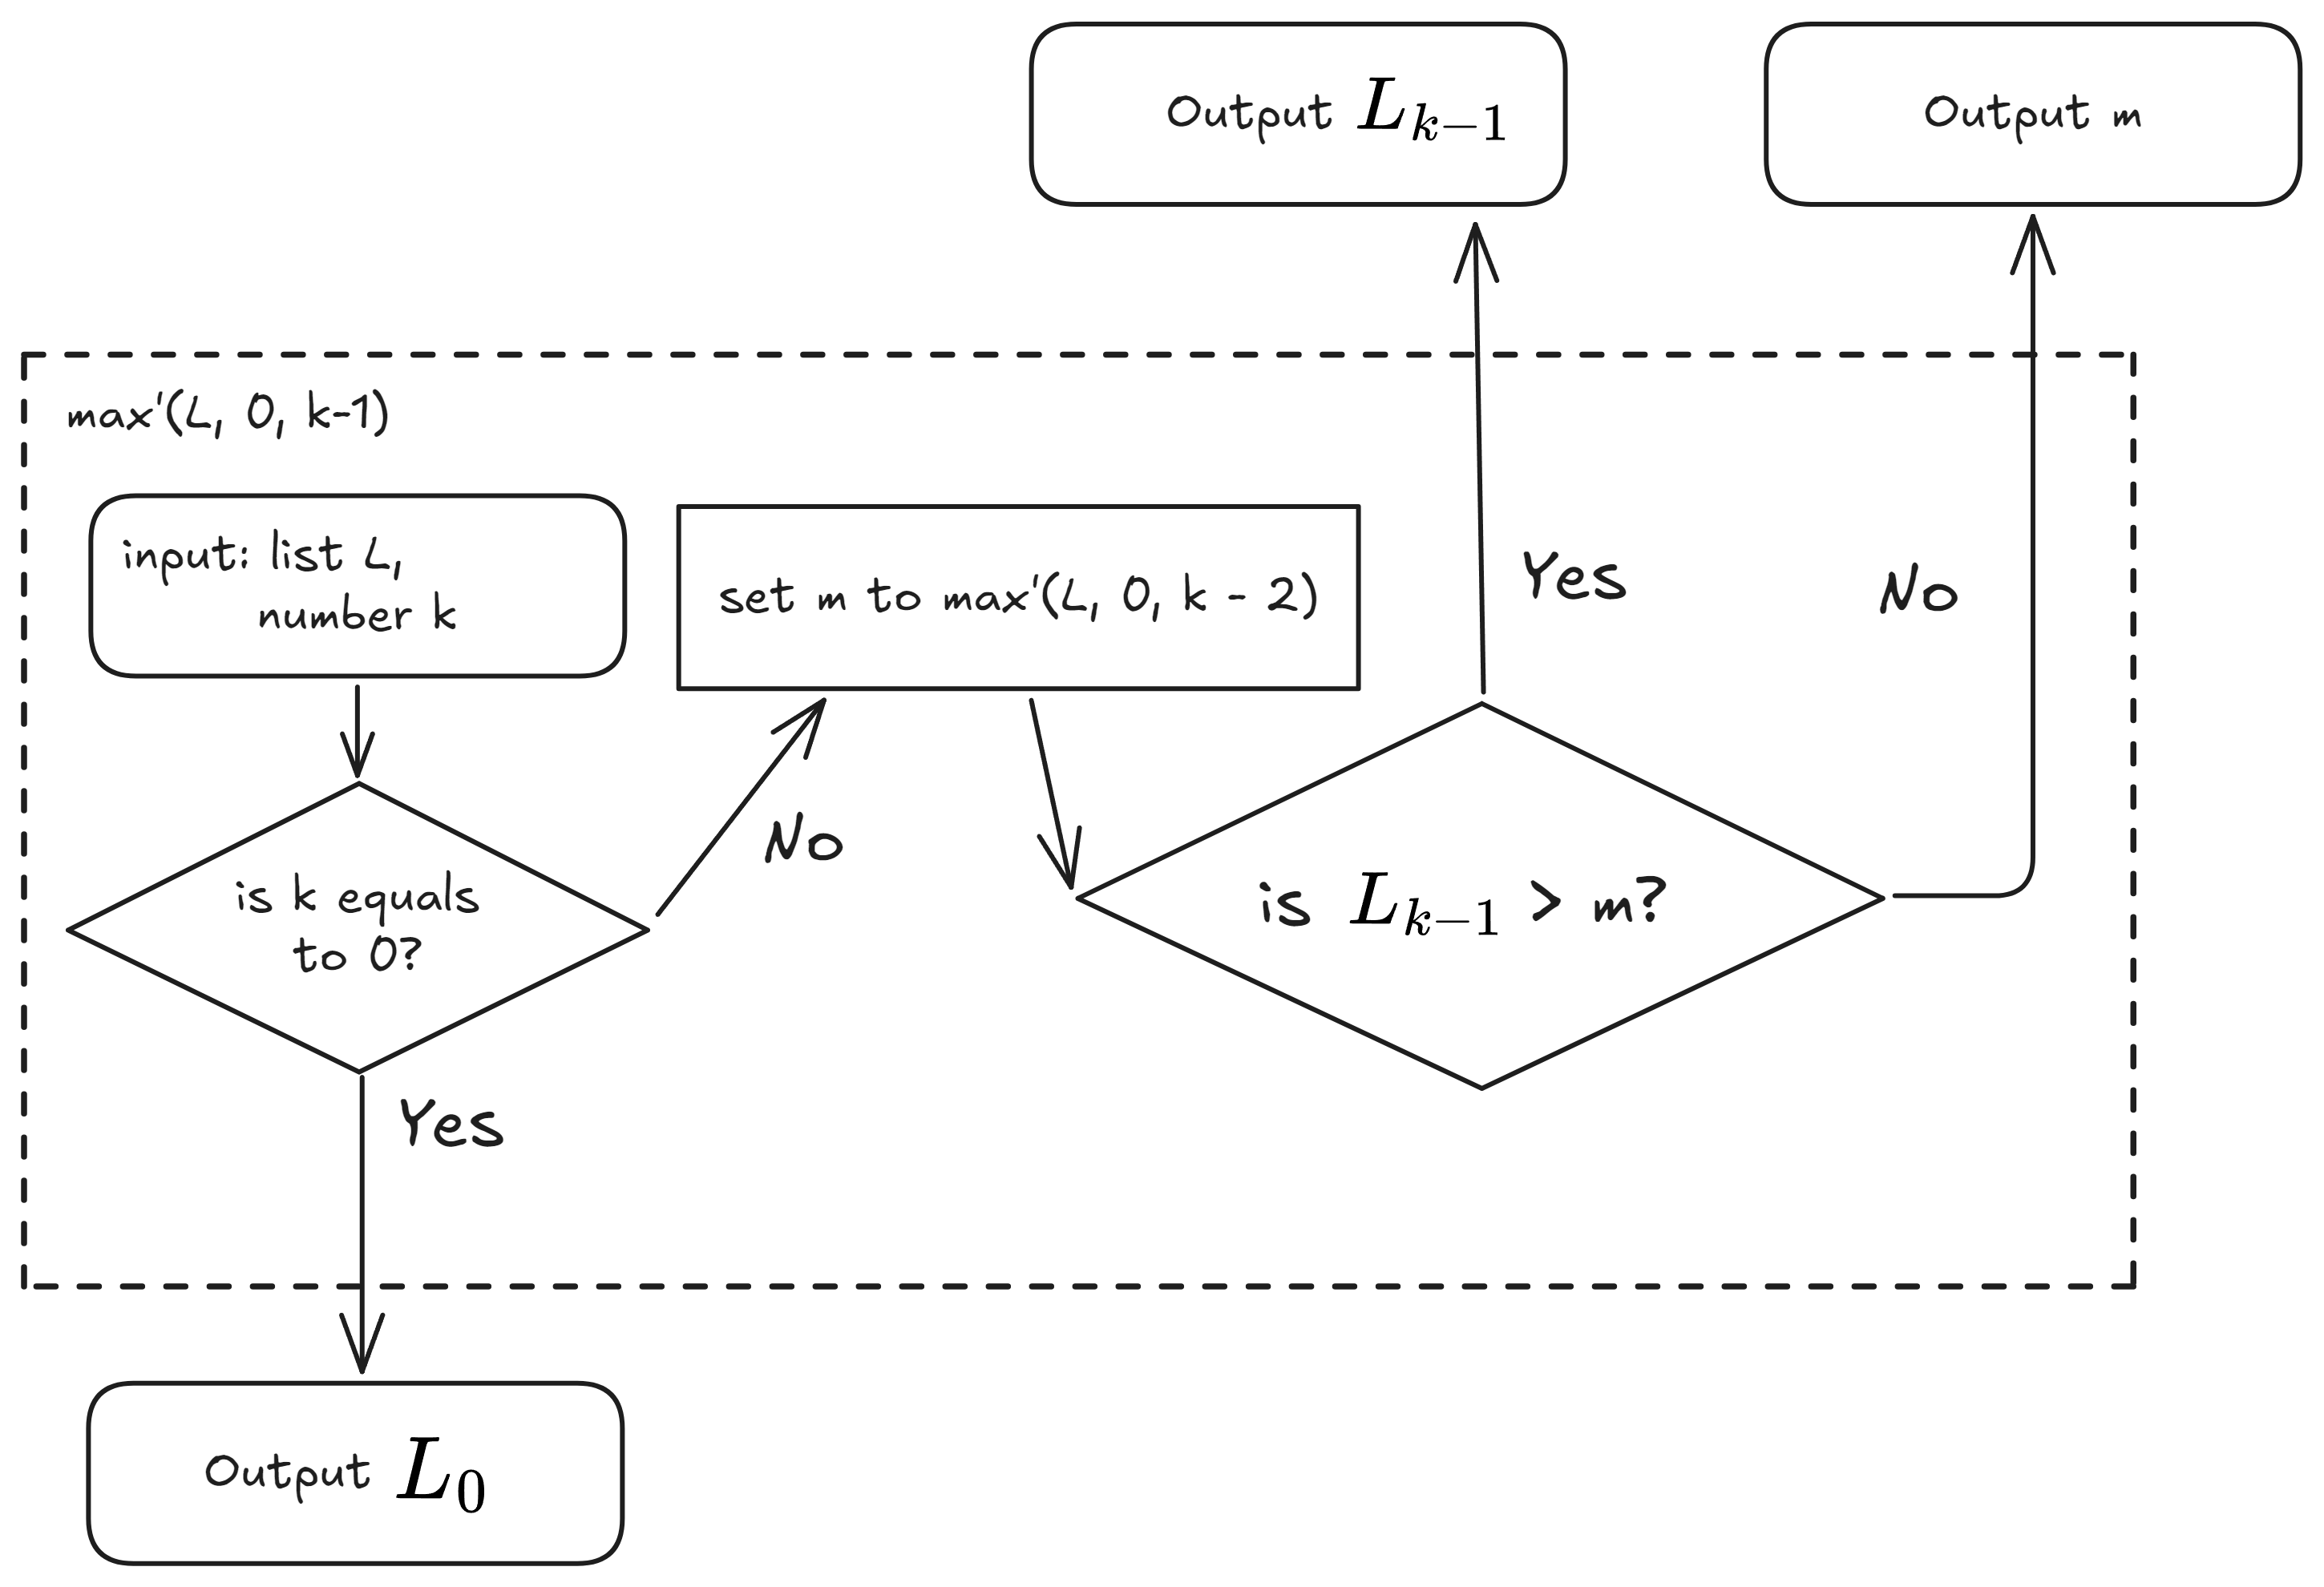 Output L_{k-1}
Output m
max'(L, 0, k-1)
input: list L,
number k
set m to max'(L, 0, k - 2)
Yes
No
No
is k equals
to 0?
is L_{k-1} > m?
Yes
Output L_0